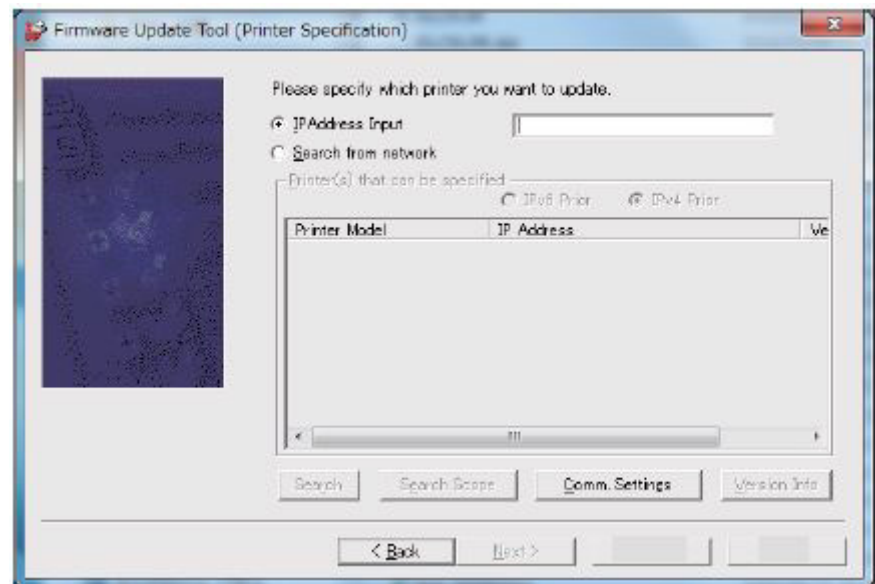 Firmware Update Tool (Printer Specification)
Please specify which printer you want to update.
IPAddress Input
Search from network
Printer(s) that can be specified
IPv6 Prior IPv4 Prior
Printer Model IP Address Ve
Search Search Scope Comm. Settings Version Info
< Back Next >